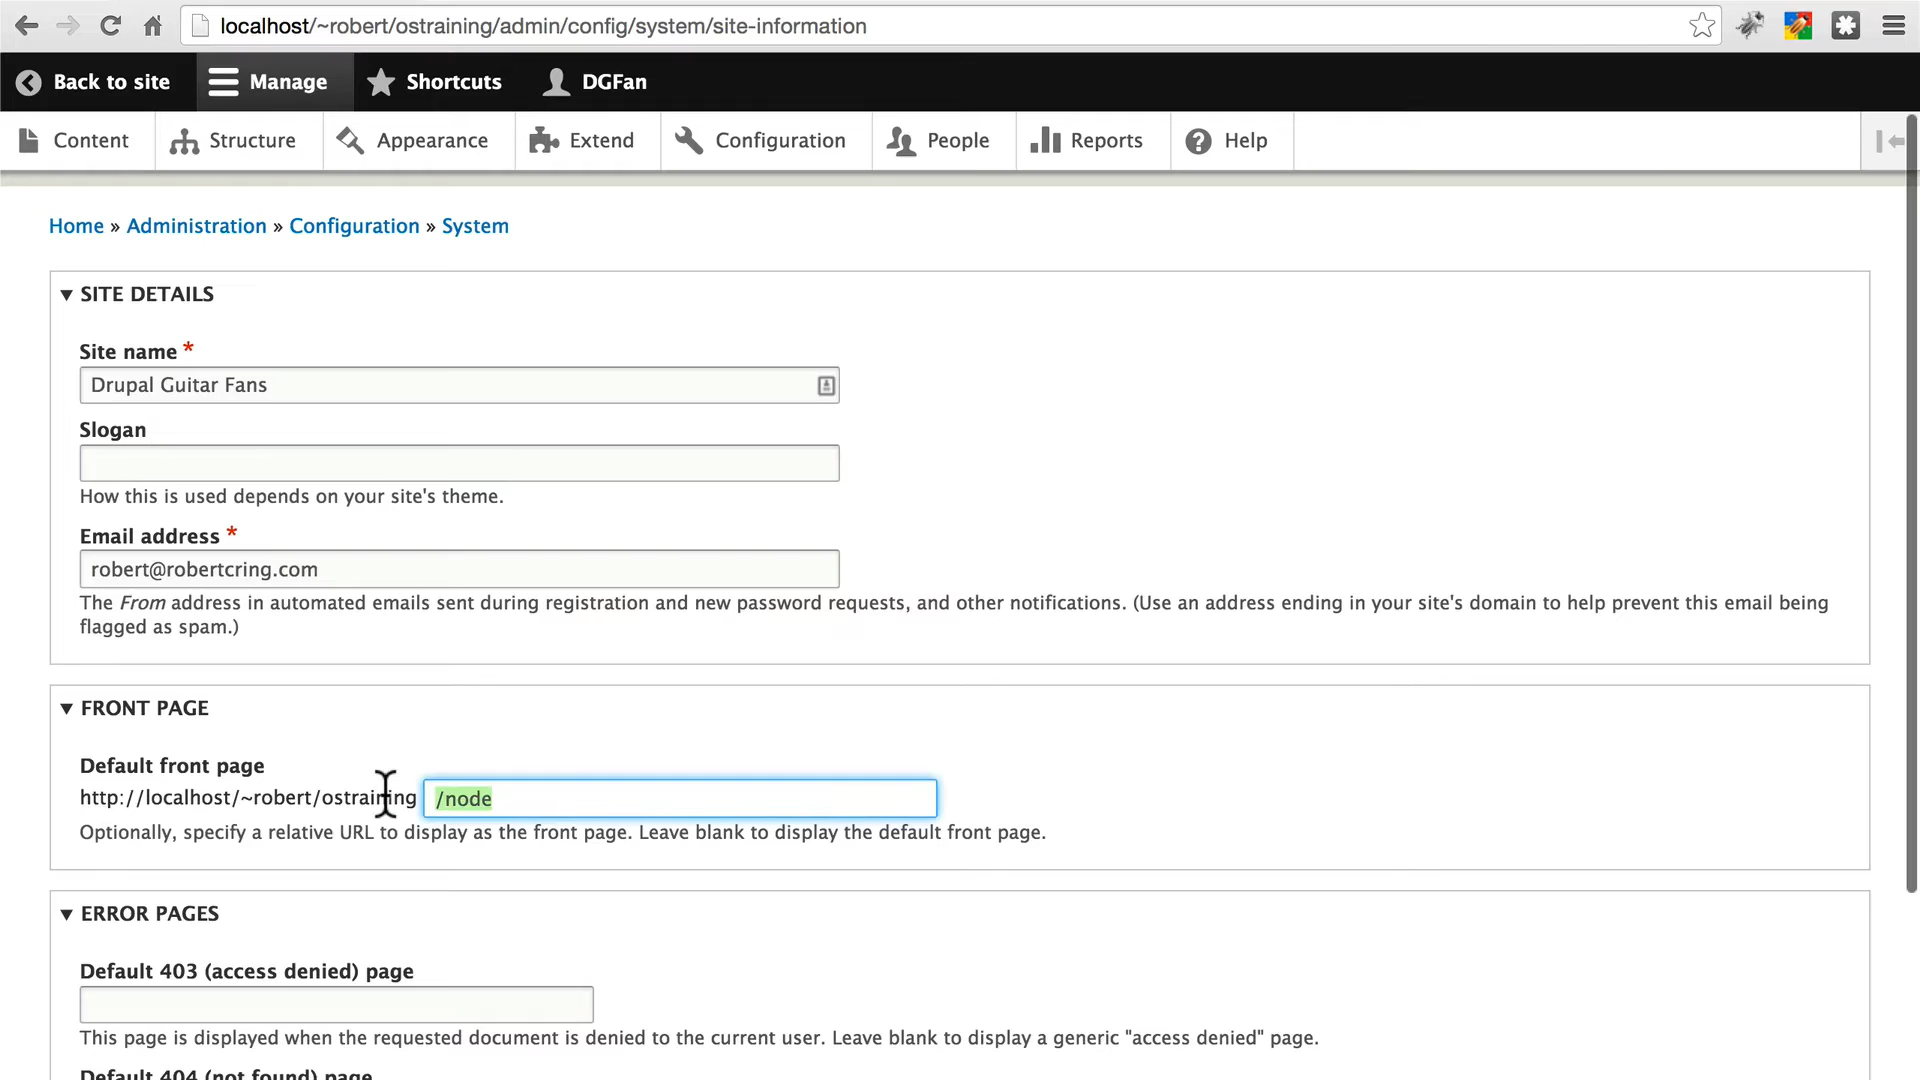 localhost/~robert/ostraining/admin/config/system/site-information
Back to site Manage Shortcuts DGFan
Content Structure Appearance Extend Configuration People Reports Help
Home » Administration » Configuration » System
SITE DETAILS
Site name *
Drupal Guitar Fans
Slogan
How this is used depends on your site's theme.
Email address *
robert@robertcring.com
The From address in automated emails sent during registration and new password requests, and other notifications. (Use an address ending in your site's domain to help prevent this email being
flagged as spam.)
FRONT PAGE
Default front page
http://localhost/~robert/ostraining /node
Optionally, specify a relative URL to display as the front page. Leave blank to display the default front page.
ERROR PAGES
Default 403 (access denied) page
This page is displayed when the requested document is denied to the current user. Leave blank to display a generic "access denied" page.
Default 404 (not found) page